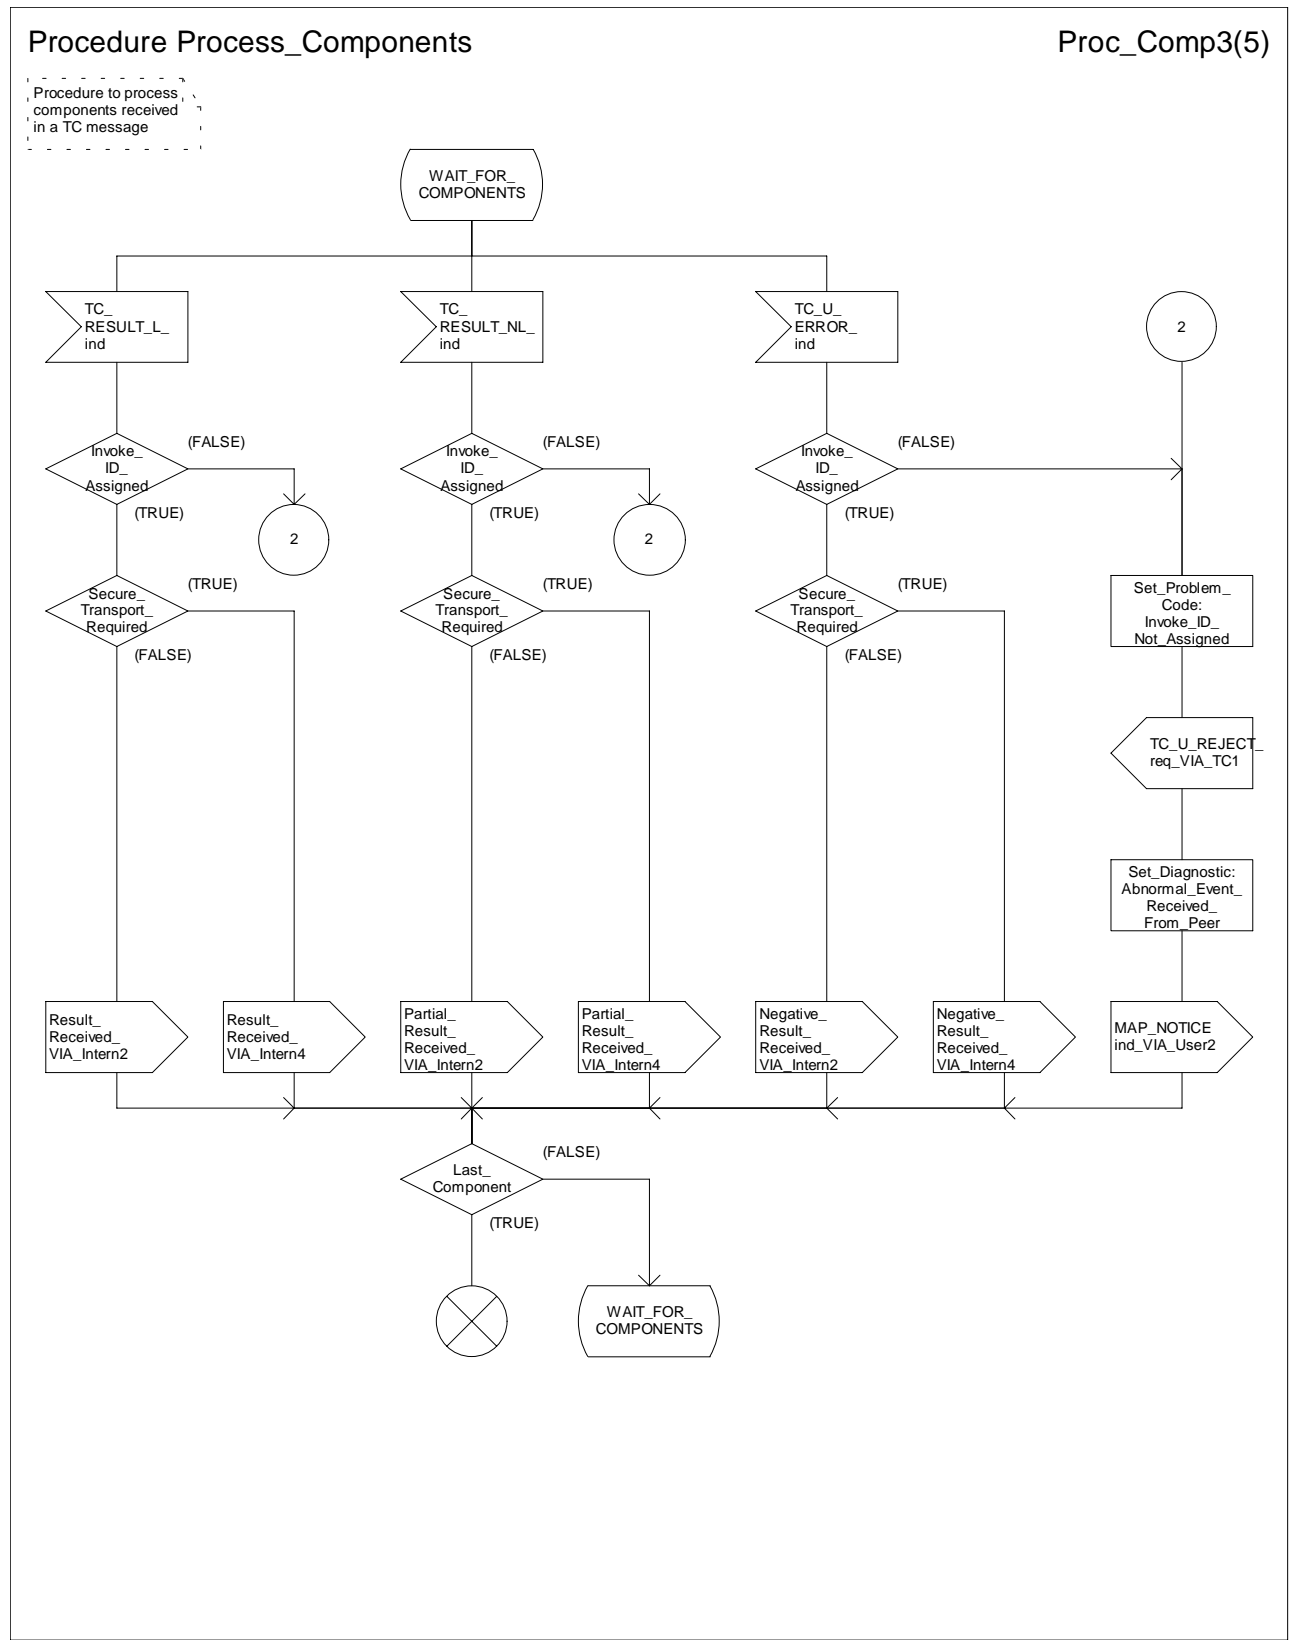 Procedure Process_Components
Proc_Comp3(5)
Procedure to process
components received
in a TC message
WAIT_FOR_
COMPONENTS
TC_
RESULT_L_
ind
TC_
RESULT_NL_
ind
TC_U_
ERROR_
ind
2
Invoke_
ID_
Assigned
(FALSE)
(TRUE)
2
Invoke_
ID_
Assigned
(FALSE)
(TRUE)
2
Invoke_
ID_
Assigned
(FALSE)
(TRUE)
Secure_
Transport_
Required
(TRUE)
(FALSE)
Secure_
Transport_
Required
(TRUE)
(FALSE)
Secure_
Transport_
Required
(TRUE)
(FALSE)
Set_Problem_
Code:
Invoke_ID_
Not_Assigned
TC_U_REJECT_
req_VIA_TC1
Set_Diagnostic:
Abnormal_Event_
Received_
From_Peer
Result_
Received_
VIA_Intern2
Result_
Received_
VIA_Intern4
Partial_
Result_
Received_
VIA_Intern2
Partial_
Result_
Received_
VIA_Intern4
Negative_
Result_
Received_
VIA_Intern2
Negative_
Result_
Received_
VIA_Intern4
MAP_NOTICE
ind_VIA_User2
Last_
Component
(FALSE)
(TRUE)
WAIT_FOR_
COMPONENTS